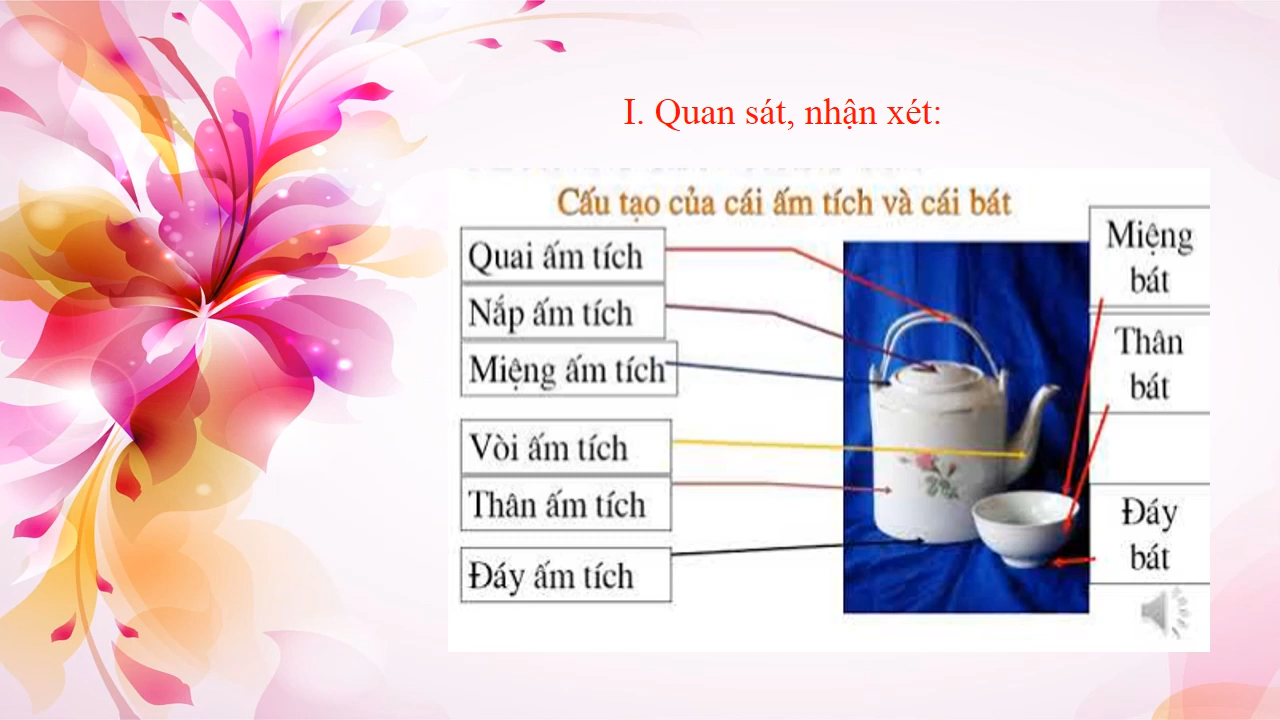 I. Quan sát, nhận xét:
Cấu tạo của cái ấm tích và cái bát
Quai ấm tích
Nắp ấm tích
Miệng ấm tích
Vòi ấm tích
Thân ấm tích
Đáy ấm tích
Miệng
bát
Thân
bát
Đáy
bát